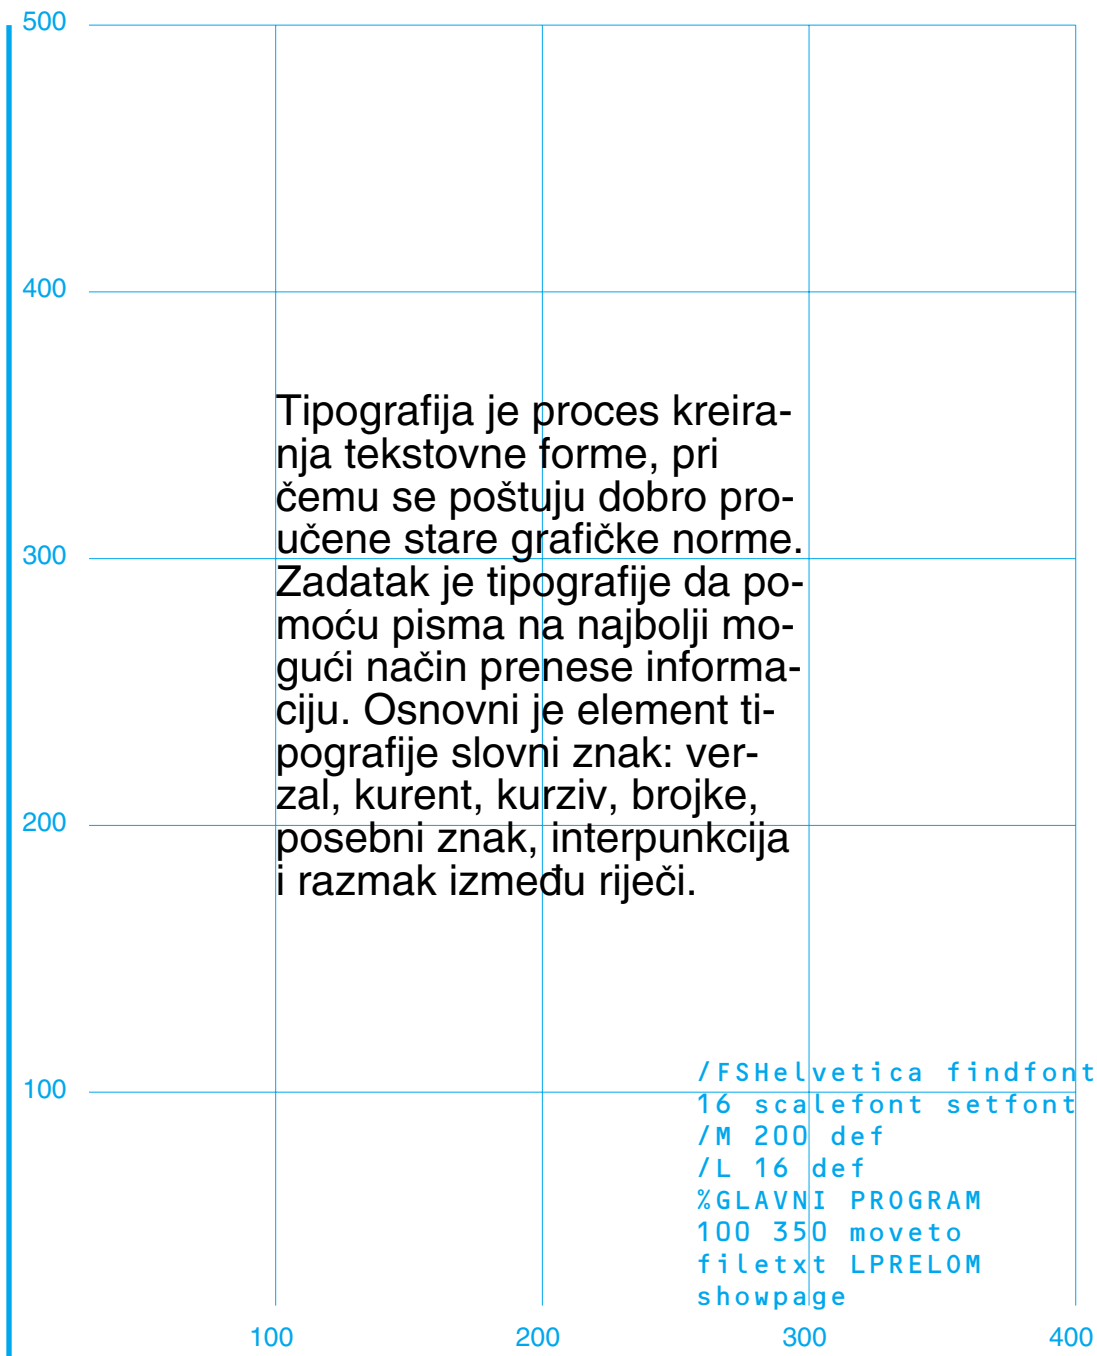 500
400
Tipografija je proces kreira-
nja tekstovne forme, pri
čemu se poštuju dobro pro-
učene stare grafičke norme.
300
Zadatak je tipografije da po-
moću pisma na najbolji mo-
gući način prenese informa-
ciju. Osnovni je element ti-
pografije slovni znak: ver-
zal, kurent, kurziv, brojke,
200
posebni znak, interpunkcija
i razmak između riječi.
100
/FSHelvetica findfont
16 scalefont setfont
/M 200 def
/L 16 def
%GLAVNI PROGRAM
100 350 moveto
filetxt LPRELOM
showpage
100 200 300 400